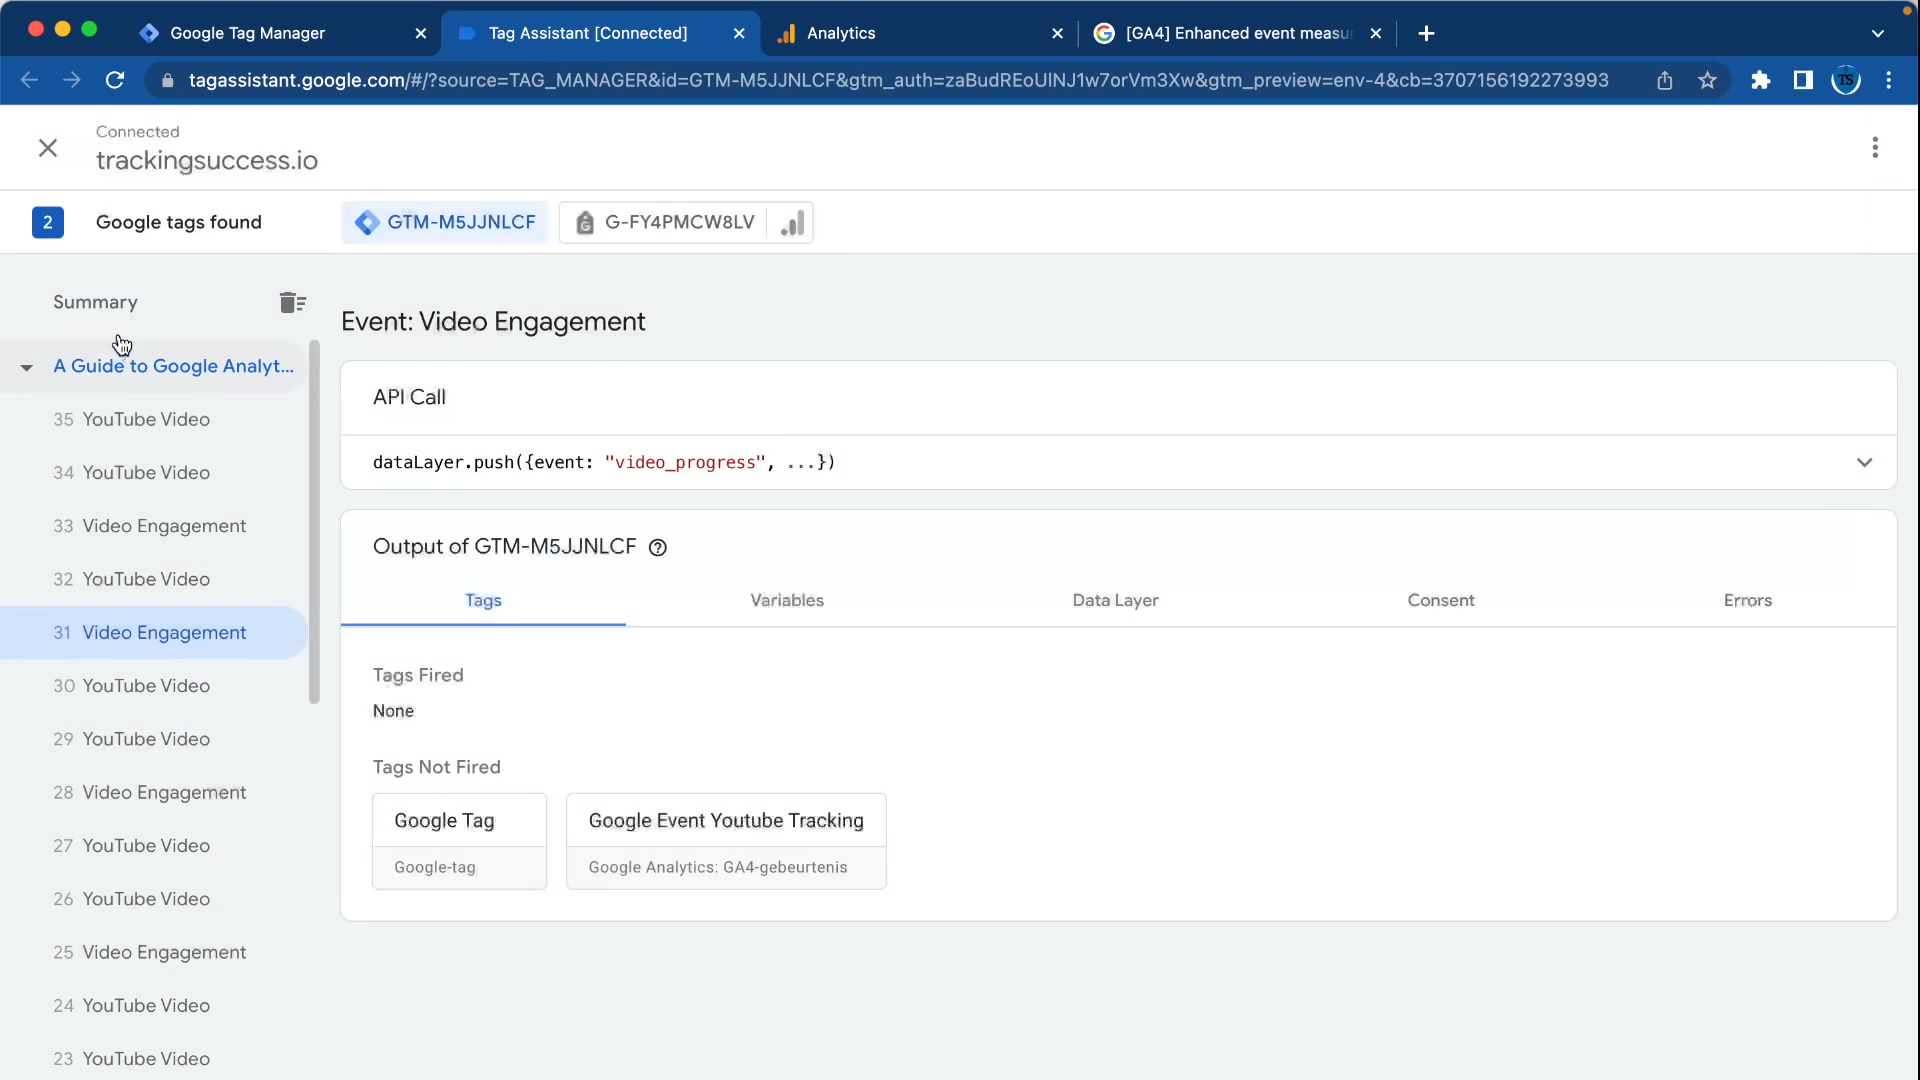 Google Tag Manager
Tag Assistant [Connected]
Analytics
[GA4] Enhanced event measu
tagassistant.google.com/#/?source=TAG_MANAGER&id=GTM-M5JJNLCF&gtm_auth=zaBudREoUlNJ1w7orVm3Xw&gtm_preview=env-4&cb=3707156192273993
TS
Connected
trackingsuccess.io
2
Google tags found
GTM-M5JJNLCF
G-FY4PMCW8LV
Summary
A Guide to Google Analyt...
35 YouTube Video
34 YouTube Video
33 Video Engagement
32 YouTube Video
31 Video Engagement
30 YouTube Video
29 YouTube Video
28 Video Engagement
27 YouTube Video
26 YouTube Video
25 Video Engagement
24 YouTube Video
23 YouTube Video
Event: Video Engagement
API Call
dataLayer.push({event: "video_progress", ...})
Output of GTM-M5JJNLCF
Tags
Variables
Data Layer
Consent
Errors
Tags Fired
None
Tags Not Fired
Google Tag
Google-tag
Google Event Youtube Tracking
Google Analytics: GA4-gebeurtenis